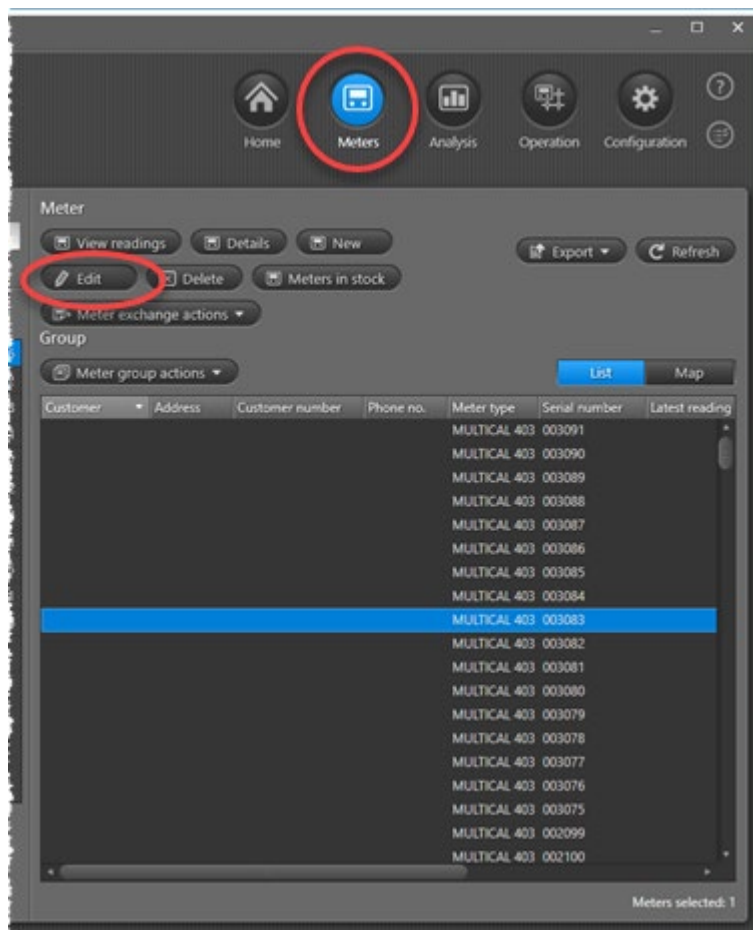 Home Meters Analysis Operation Configuration
Meter
View readings Details New
Export Refresh
Edit Delete Meters in stock
Meter exchange actions
Group
Meter group actions
List Map
Customer Address Customer number Phone no. Meter type Serial number Latest reading
MULTICAL 403 003091
MULTICAL 403 003090
MULTICAL 403 003089
MULTICAL 403 003088
MULTICAL 403 003087
MULTICAL 403 003086
MULTICAL 403 003085
MULTICAL 403 003084
MULTICAL 403 003083
MULTICAL 403 003082
MULTICAL 403 003081
MULTICAL 403 003080
MULTICAL 403 003079
MULTICAL 403 003078
MULTICAL 403 003077
MULTICAL 403 003076
MULTICAL 403 003075
MULTICAL 403 002099
MULTICAL 403 002100
Meters selected: 1